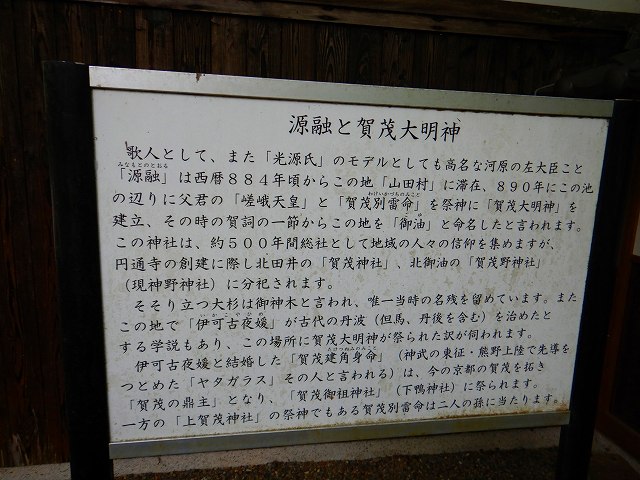 源融と賀茂大明神
歌人として、また「光源氏」のモデルとしても高名な河原の左大臣こと
「源融」は西暦８８４年頃からこの地「山田村」に滞在、８９０年にこの池
の辺りに父君の「嵯峨天皇」と「賀茂別雷命」を祭神に「賀茂大明神」を
建立、その時の賀詞の一節からこの地を「御油」と命名したと言われます。
この神社は、約５００年間総社として地域の人々の信仰を集めますが、
円通寺の創建に際し北田井の「賀茂神社」、北御油の「賀茂野神社」
（現神野神社）に分祀されます。
そそり立つ大杉は御神木と言われ、唯一当時の名残を留めています。また
この地で「伊可古夜媛」が古代の丹波（但馬、丹後を含む）を治めたと
する学説もあり、この場所に賀茂大明神が祭られた訳が伺われます。
伊可古夜媛と結婚した「賀茂建角身命」（神武の東征・熊野上陸で先導を
つとめた「ヤタガラス」その人と言われる）は、今の京都の賀茂を拓き
「賀茂の鼎主」となり、「賀茂御祖神社」（下鴨神社）に祭られます。
一方の「上賀茂神社」の祭神でもある賀茂別雷命は二人の孫に当たります。